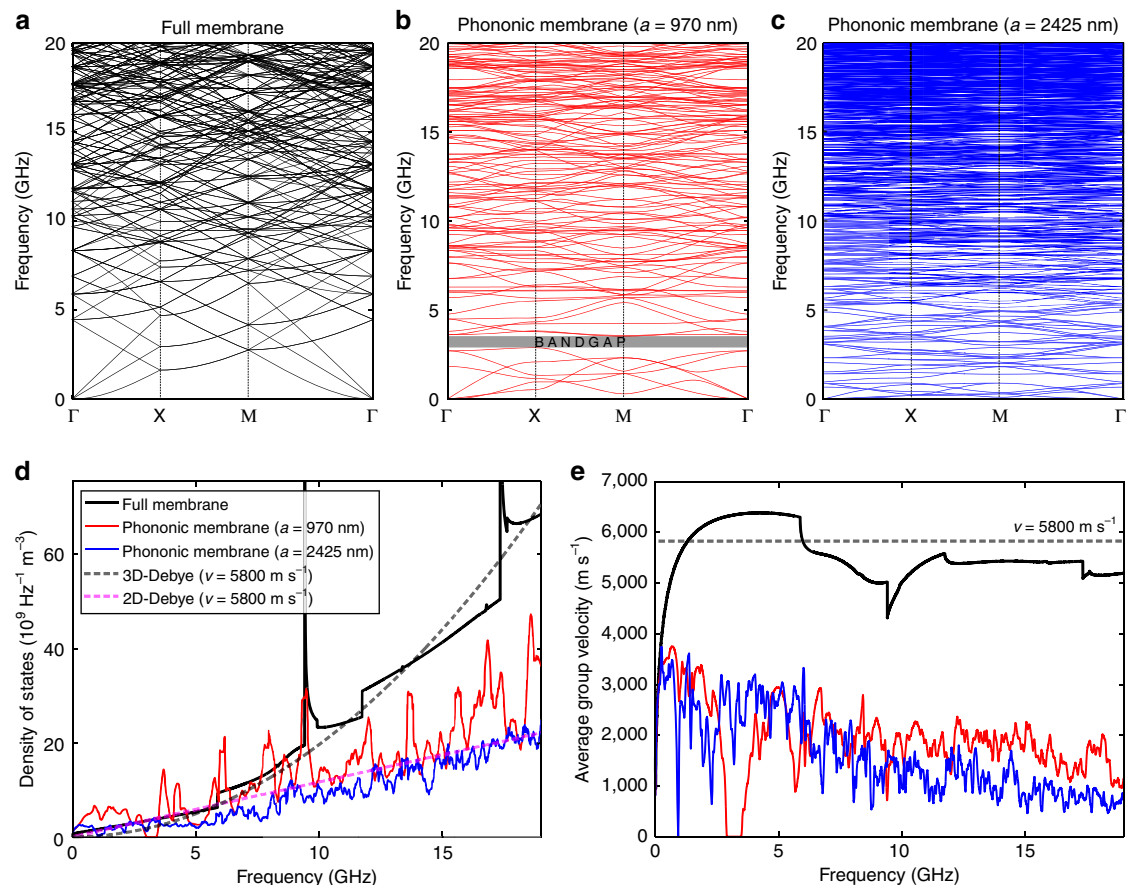 a Full membrane
20
15
10
5
0
Frequency (GHz)
Γ X M Γ
b Phononic membrane (a = 970 nm)
20
15
10
5
0
Frequency (GHz)
BANDGAP
Γ X M Γ
c Phononic membrane (a = 2425 nm)
20
15
10
5
0
Frequency (GHz)
Γ X M Γ
d
Full membrane
Phononic membrane (a = 970 nm)
Phononic membrane (a = 2425 nm)
3D-Debye (v = 5800 m s⁻¹)
2D-Debye (v = 5800 m s⁻¹)
60
40
20
0
Density of states (10⁹ Hz⁻¹ m⁻³)
0 5 10 15
Frequency (GHz)
e
7,000
6,000
5,000
4,000
3,000
2,000
1,000
0
Average group velocity (m s⁻¹)
v = 5800 m s⁻¹
0 5 10 15
Frequency (GHz)